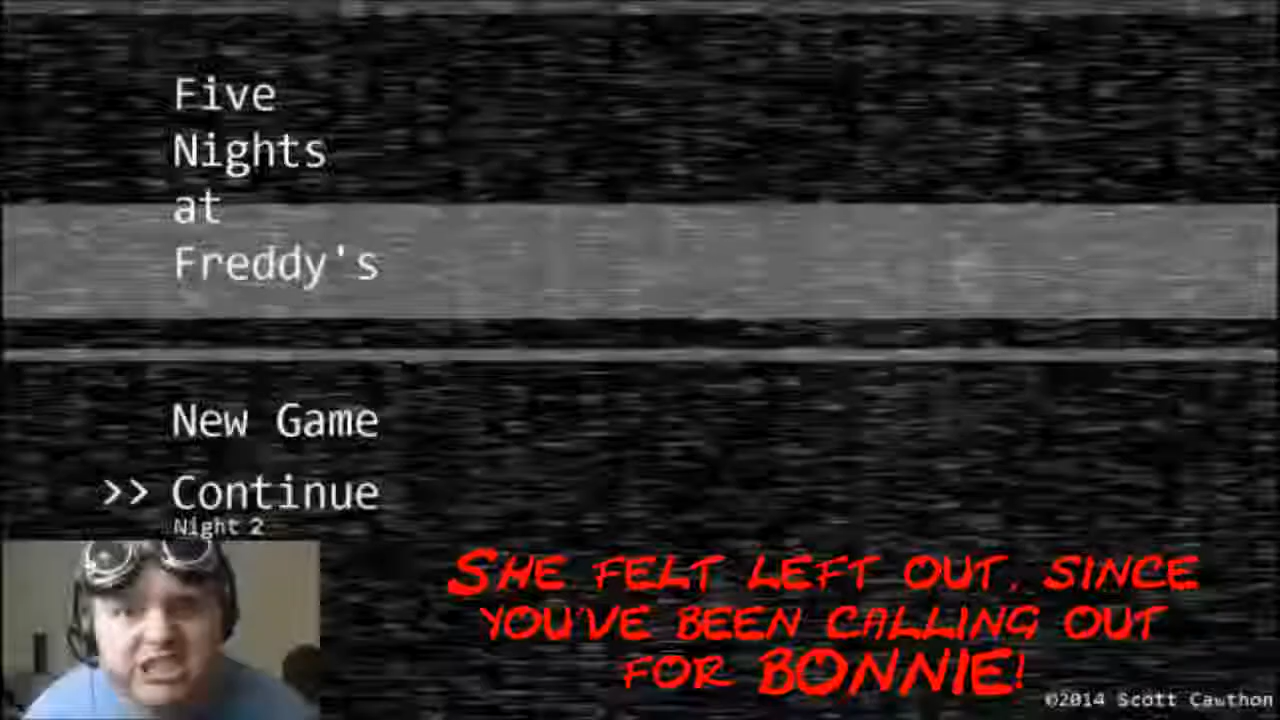 Five
Nights
at
Freddy's
New Game
>> Continue
Night 2
SHE FELT LEFT OUT, SINCE
YOU'VE BEEN CALLING OUT
FOR BONNIE!
©2014 Scott Cawthon